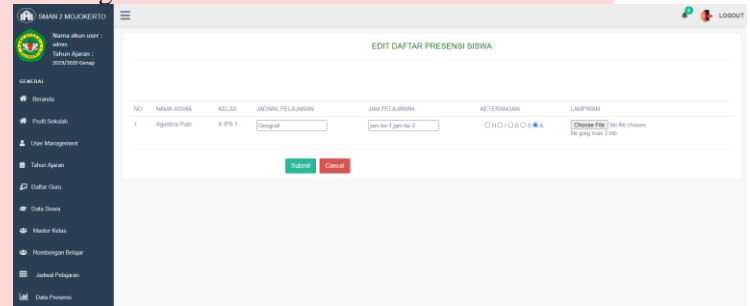 SMAN 2 MOJOKERTO
LOGOUT
Nama akun user :
admin
Tahun Ajaran :
2019/2020 Genap
EDIT DAFTAR PRESENSI SISWA
GENERAL
Beranda
Profil Sekolah
User Management
Tahun Ajaran
Daftar Guru
Data Siswa
Master Kelas
Rombongan Belajar
Jadwal Pelajaran
Data Presensi
NO NAMA SISWA KELAS JADWAL PELAJARAN JAM PELAJARAN KETERANGAN LAMPIRAN
1 Agustina Putri X IPS 1 Geografi jam ke-1,jam ke-2 H I D S A Choose File No file chosen
file jpeg max 3 mb
Submit Cancel